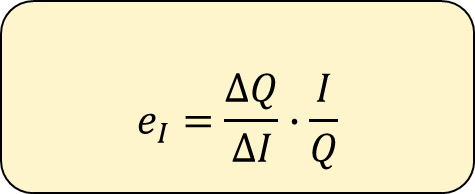 e_I = ΔQ/ΔI · I/Q